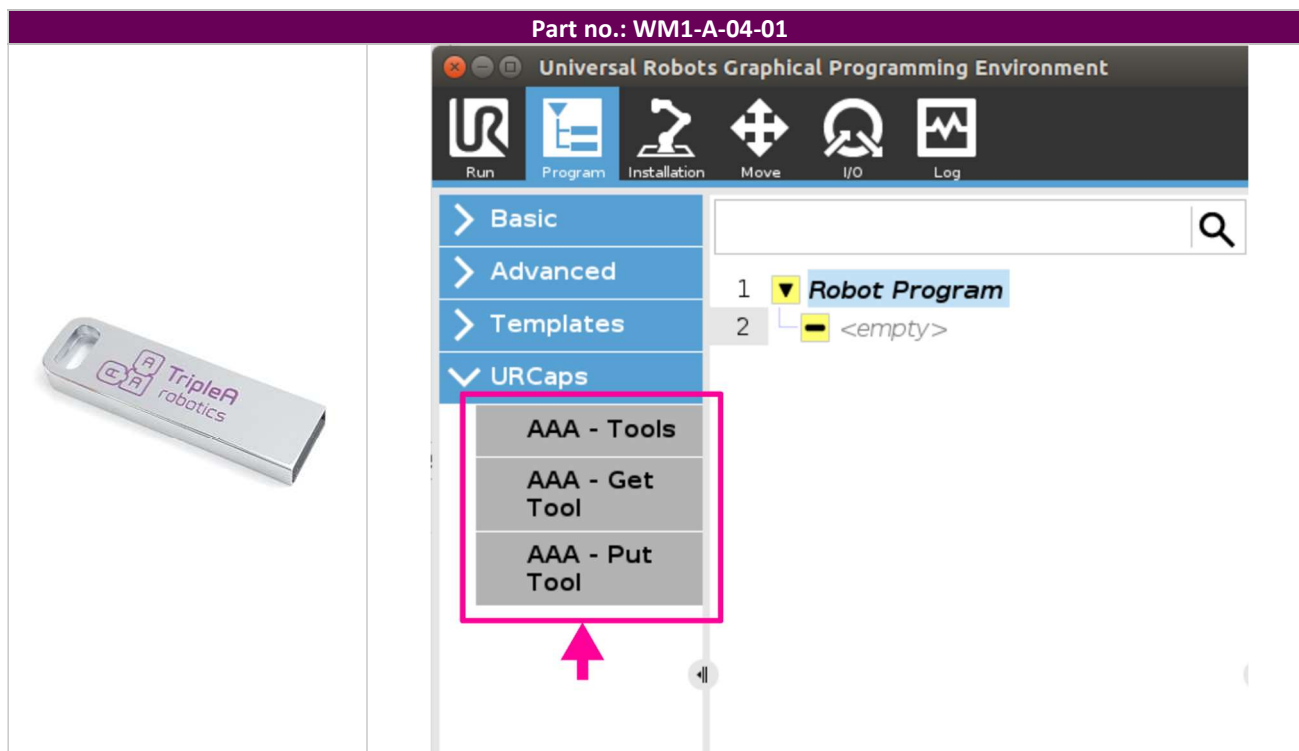 Part no.: WM1-A-04-01
A
A A
TripleA
robotics
Universal Robots Graphical Programming Environment
Run
Program
Installation
Move
I/O
Log
Basic
Advanced
Templates
URCaps
AAA - Tools
AAA - Get
Tool
AAA - Put
Tool
1 Robot Program
2 <empty>